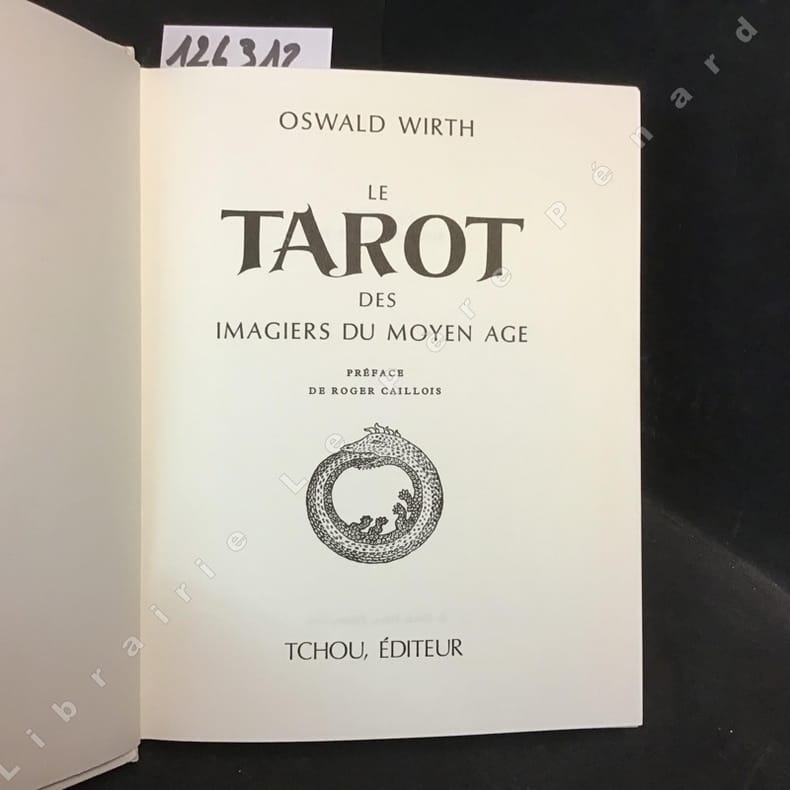 126312
OSWALD WIRTH
LE
TAROT
DES
IMAGIERS DU MOYEN AGE
PRÉFACE
DE ROGER CAILLOIS
TCHOU, ÉDITEUR
Librairie Le Père Pénard